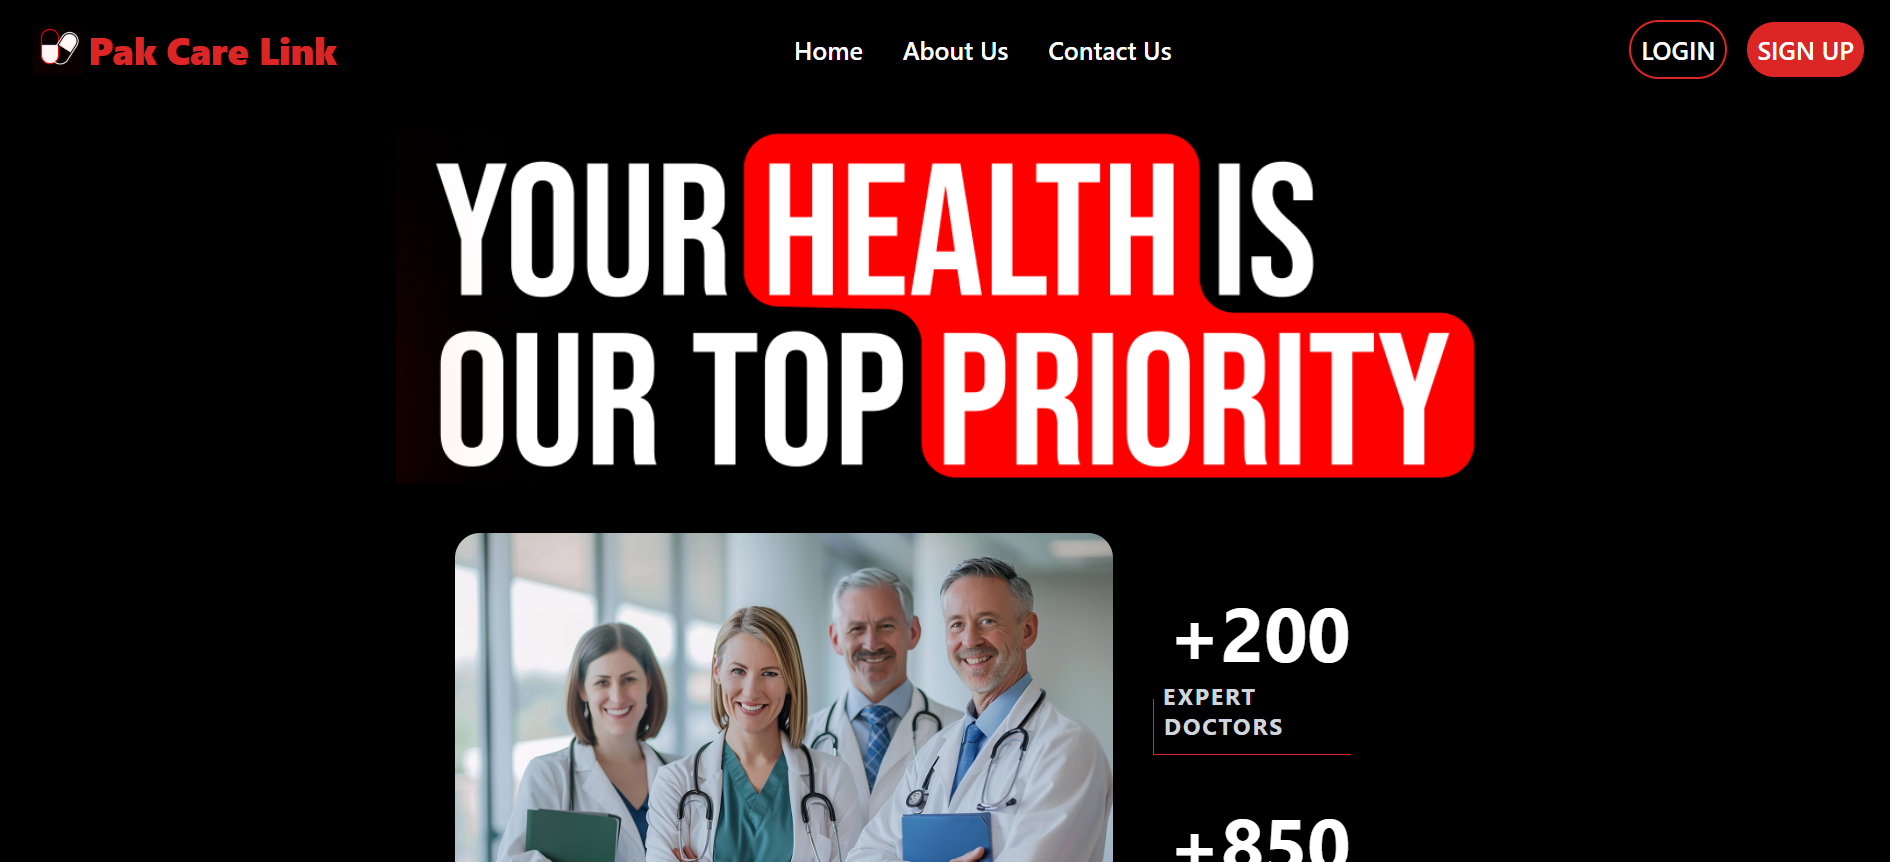 Pak Care Link
Home
About Us
Contact Us
LOGIN
SIGN UP
YOUR HEALTH IS
OUR TOP PRIORITY
+200
EXPERT
DOCTORS
+850